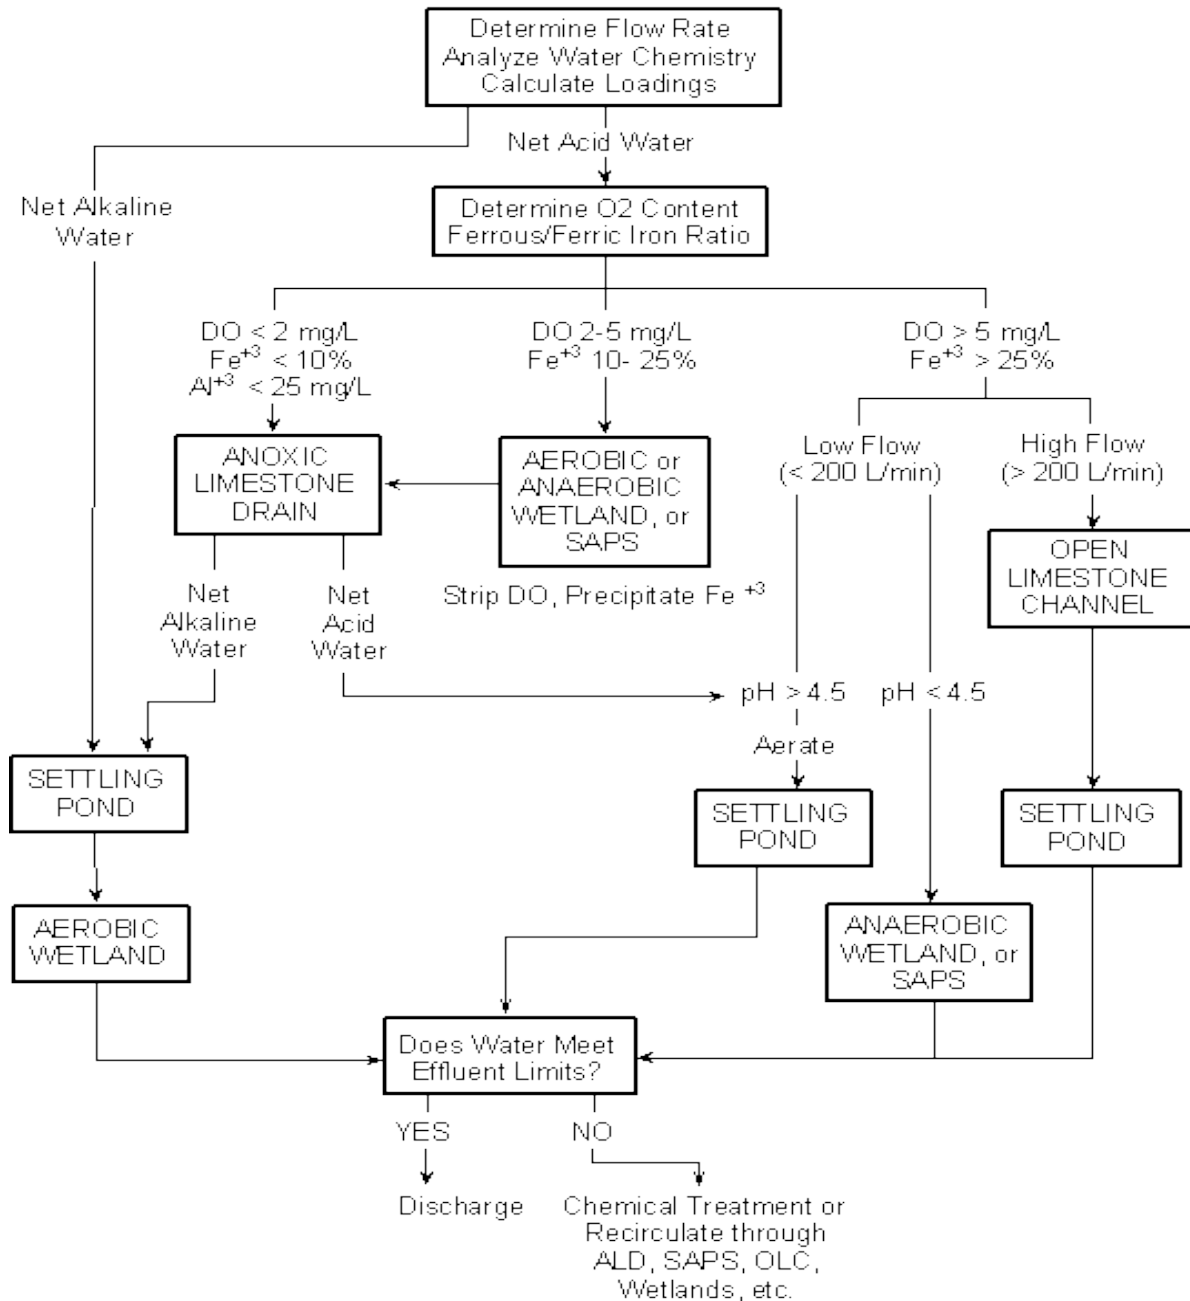 Determine Flow Rate
Analyze Water Chemistry
Calculate Loadings
Net Acid Water
Net Alkaline
Water
Determine O2 Content
Ferrous/Ferric Iron Ratio
DO < 2 mg/L
Fe+3 < 10%
Al+3 < 25 mg/L
DO 2-5 mg/L
Fe+3 10- 25%
DO > 5 mg/L
Fe+3 > 25%
Low Flow
(< 200 L/min)
High Flow
(> 200 L/min)
ANOXIC
LIMESTONE
DRAIN
AEROBIC or
ANAEROBIC
WETLAND, or
SAPS
Strip DO, Precipitate Fe +3
OPEN
LIMESTONE
CHANNEL
Net
Alkaline
Water
Net
Acid
Water
pH > 4.5
pH < 4.5
Aerate
SETTLING
POND
SETTLING
POND
SETTLING
POND
AEROBIC
WETLAND
ANAEROBIC
WETLAND, or
SAPS
Does Water Meet
Effluent Limits?
YES
NO
Discharge
Chemical Treatment or
Recirculate through
ALD, SAPS, OLC,
Wetlands, etc.